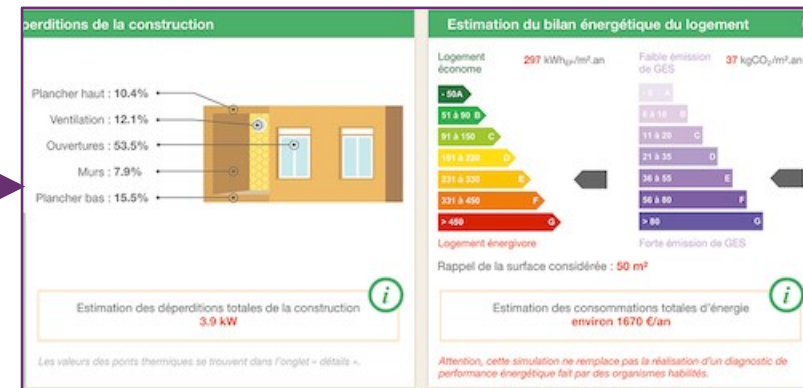 perditions de la construction
Plancher haut : 10.4%
Ventilation : 12.1%
Ouvertures : 53.5%
Murs : 7.9%
Plancher bas : 15.5%
Estimation des déperditions totales de la construction
3.9 kW
i
Les valeurs des ponts thermiques se trouvent dans l'onglet « détails ».
Estimation du bilan énergétique du logement
Logement
économe
297 kWhEP/m².an
- 50A
51 à 90 B
91 à 150 C
151 à 230 D
231 à 330 E
331 à 450 F
> 450 G
Logement énergivore
Faible émission
de GES
37 kgCO2/m².an
A
6 à 10 B
11 à 20 C
21 à 35 D
36 à 55 E
56 à 80 F
> 80 G
Forte émission de GES
Rappel de la surface considérée : 50 m²
Estimation des consommations totales d'énergie
environ 1670 €/an
i
Attention, cette simulation ne remplace pas la réalisation d'un diagnostic de
performance énergétique fait par des organismes habilités.